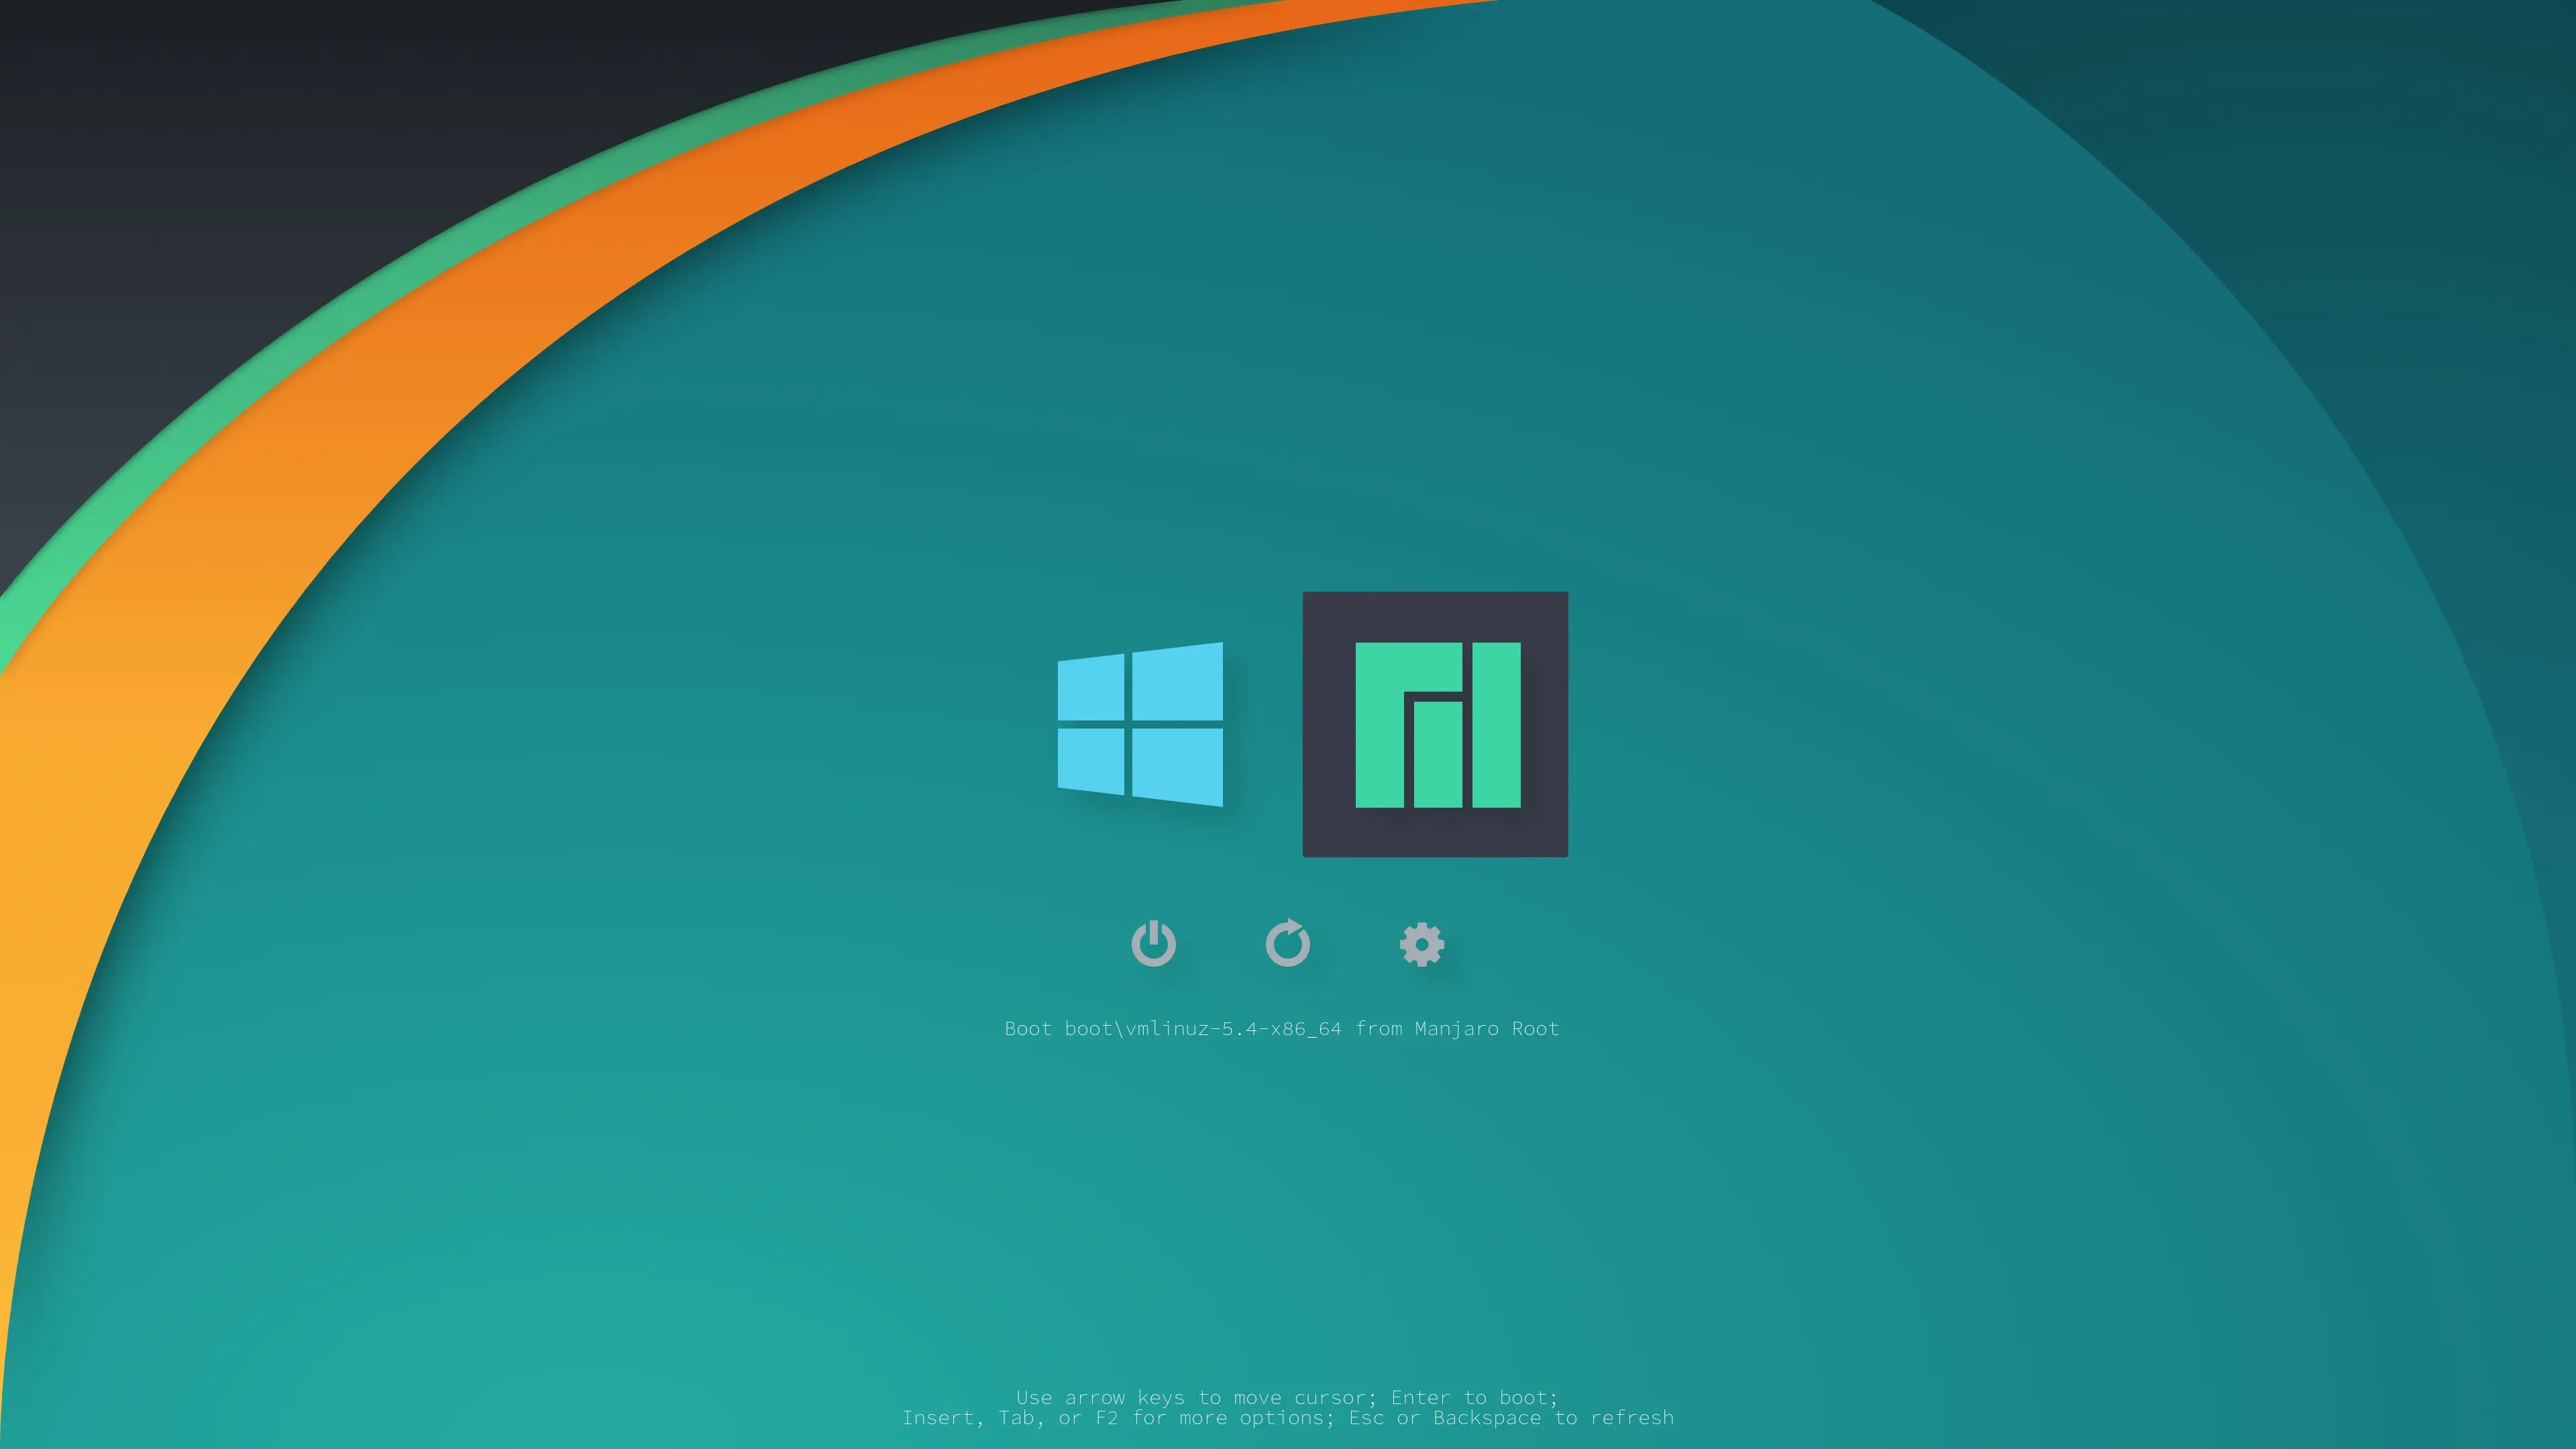 Boot boot\vmlinuz-5.4-x86_64 from Manjaro Root
Use arrow keys to move cursor; Enter to boot;
Insert, Tab, or F2 for more options; Esc or Backspace to refresh